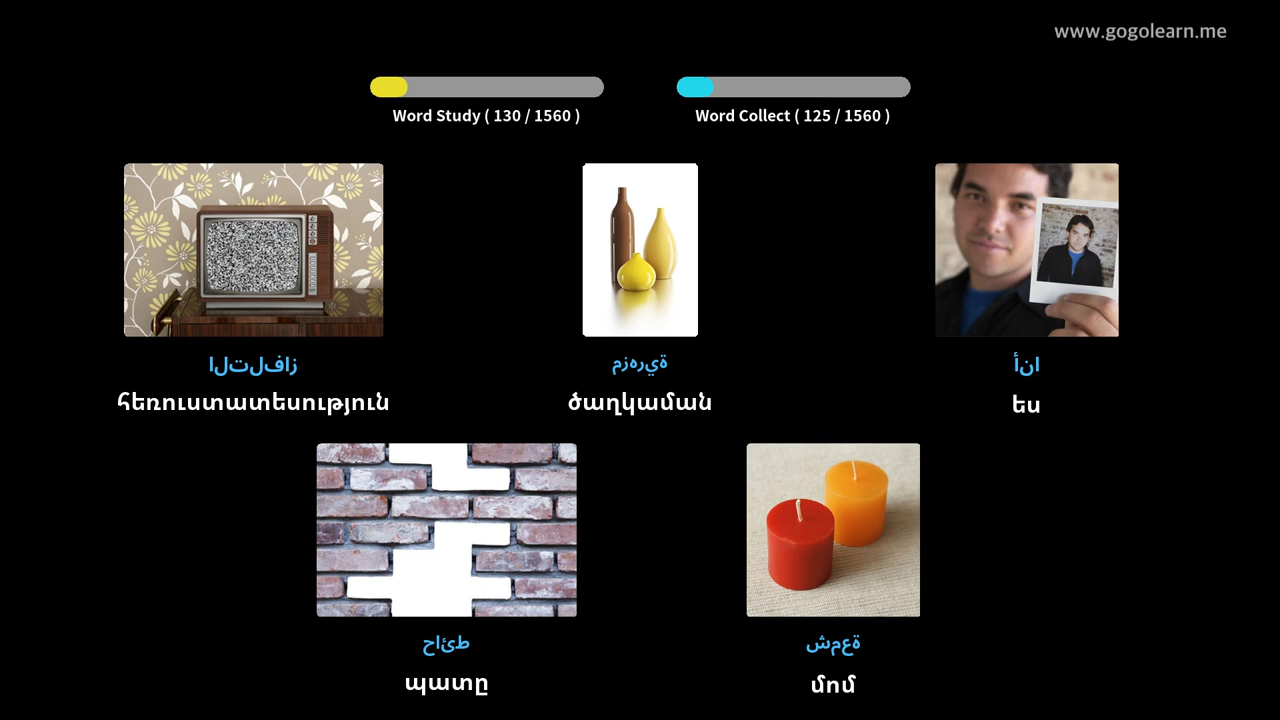 www.gogolearn.me
Word Study ( 130 / 1560 )
Word Collect ( 125 / 1560 )
التلفاز
مزهرية
أنا
հեռուստատեսություն
ծաղկաման
ես
حائط
شمعة
պատը
մոմ